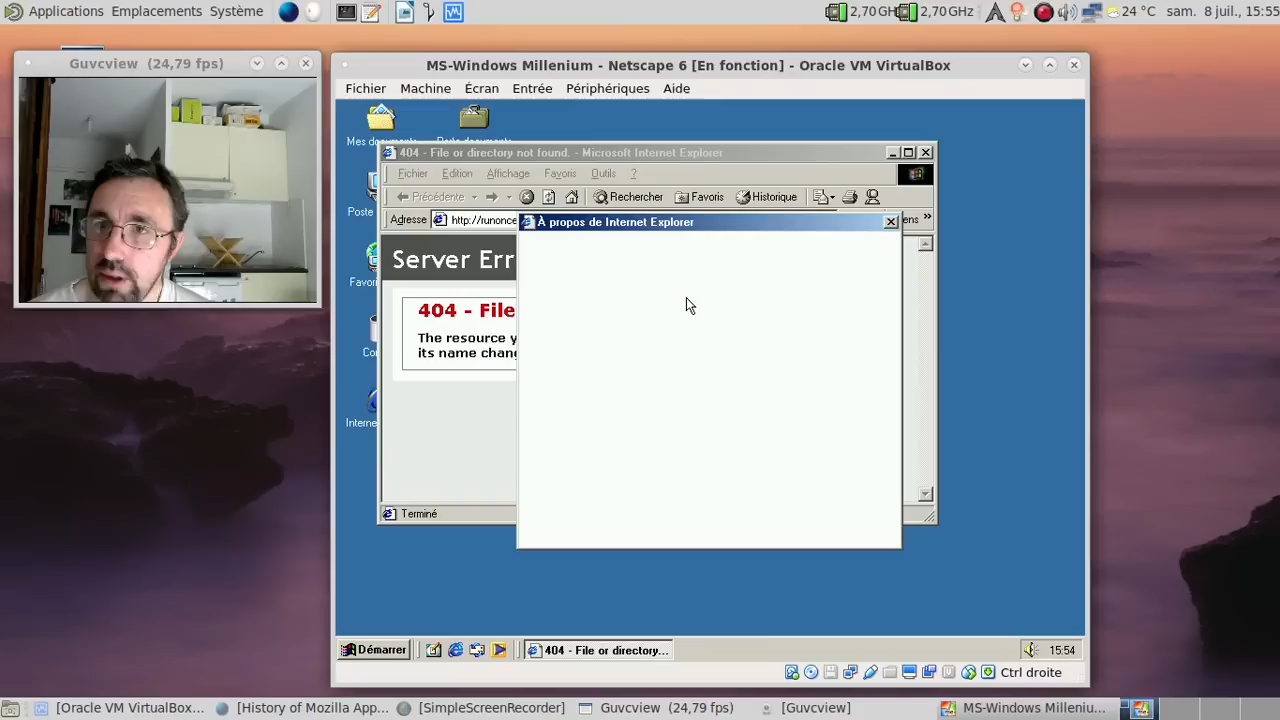 Applications Emplacements Système
2,70 GHz 2,70 GHz 24 °C sam. 8 juil., 15:55
Guvcview (24,79 fps)
MS-Windows Millenium - Netscape 6 [En fonction] - Oracle VM VirtualBox
Fichier Machine Écran Entrée Périphériques Aide
Mes documents
404 - File or directory not found. - Microsoft Internet Explorer
Fichier Edition Affichage Favoris Outils ?
Précédente Rechercher Favoris Historique
Poste
Adresse http://runonce
À propos de Internet Explorer
Server Err
Favori
404 - File
The resource y
its name chang
Interne
Terminé
Démarrer 404 - File or directory... 15:54
Ctrl droite
[Oracle VM VirtualBox... [History of Mozilla App... [SimpleScreenRecorder] Guvcview (24,79 fps) [Guvcview] MS-Windows Milleniu...